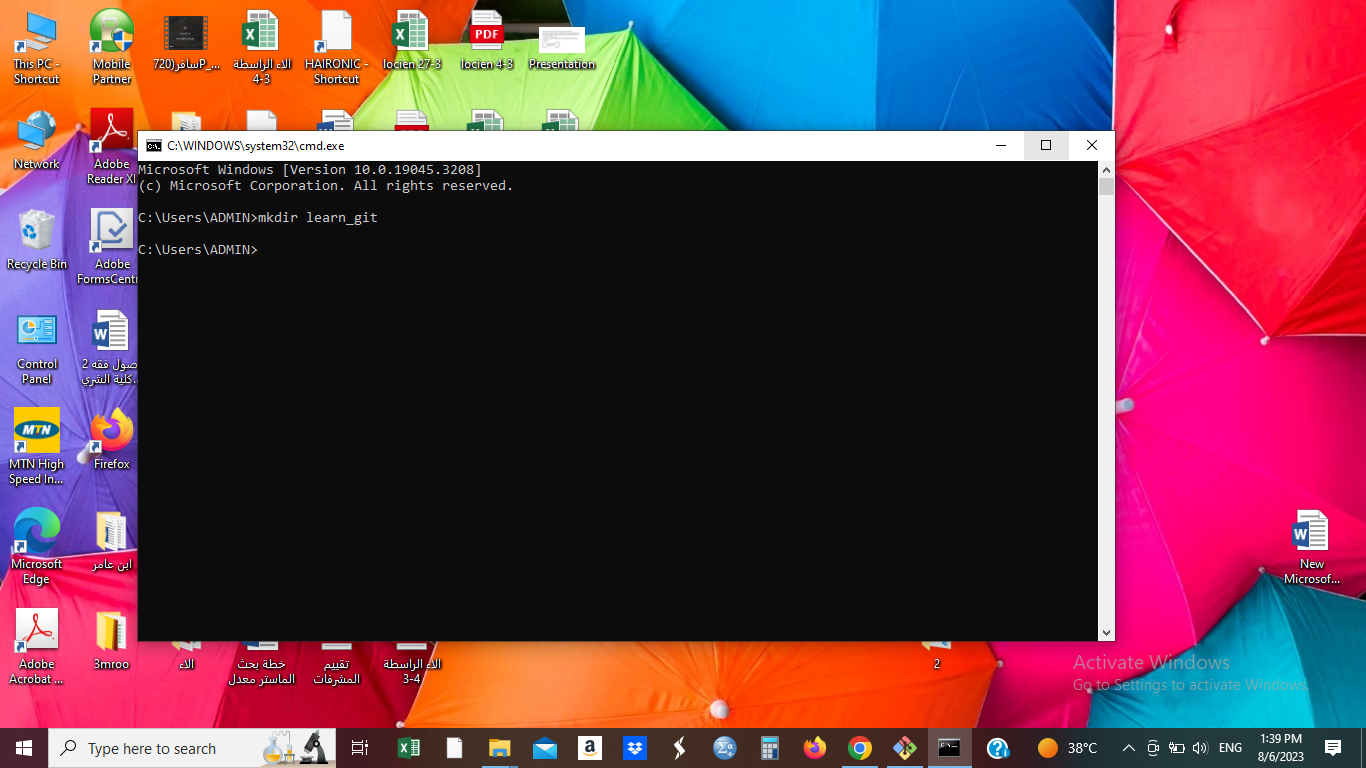 This PC -
Shortcut
Mobile
Partner
سافر(720P_...
الاء الراسطة
4-3
HAIRONIC -
Shortcut
locien 27-3
PDF
locien 4-3
Presentation
Network
Adobe
Reader XI
C:\WINDOWS\system32\cmd.exe
Microsoft Windows [Version 10.0.19045.3208]
(c) Microsoft Corporation. All rights reserved.
C:\Users\ADMIN>mkdir learn_git
C:\Users\ADMIN>
Recycle Bin
Adobe
FormsCentr
Control
Panel
صول فقه 2
كلية الشري...
MTN
MTN High
Speed In...
Firefox
Microsoft
Edge
ابن عامر
New
Microsof...
Adobe
Acrobat ...
3mroo
الاء
خطة بحث
الماستر معدل
تقييم
المشرفات
الاء الراسطة
3-4
2
Activate Windows
Go to Settings to activate Windows.
Type here to search
38°C
ENG
1:39 PM
8/6/2023